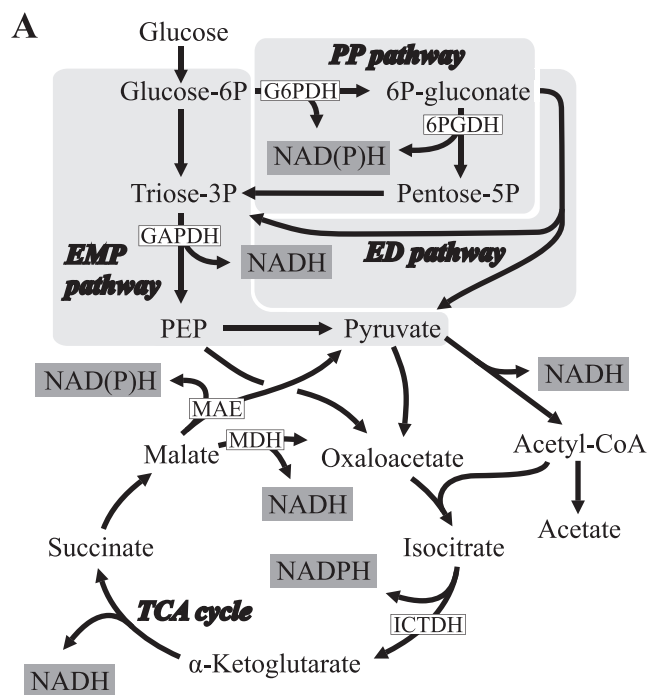 A
Glucose
PP pathway
Glucose-6P
G6PDH
6P-gluconate
6PGDH
NAD(P)H
Triose-3P
Pentose-5P
GAPDH
EMP
pathway
NADH
ED pathway
PEP
Pyruvate
NAD(P)H
NADH
MAE
Malate
MDH
Oxaloacetate
Acetyl-CoA
NADH
Acetate
Succinate
Isocitrate
NADPH
TCA cycle
ICTDH
NADH
α-Ketoglutarate